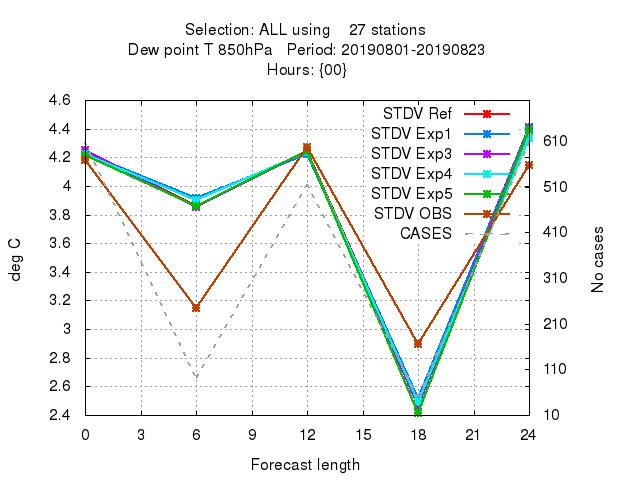 Selection: ALL using 27 stations
Dew point T 850hPa Period: 20190801-20190823
Hours: {00}
4.6
4.4
4.2
4
3.8
3.6
3.4
3.2
3
2.8
2.6
2.4
deg C
STDV Ref
STDV Exp1
STDV Exp3
STDV Exp4
STDV Exp5
STDV OBS
CASES
610
510
410
310
210
110
10
No cases
0 3 6 9 12 15 18 21 24
Forecast length